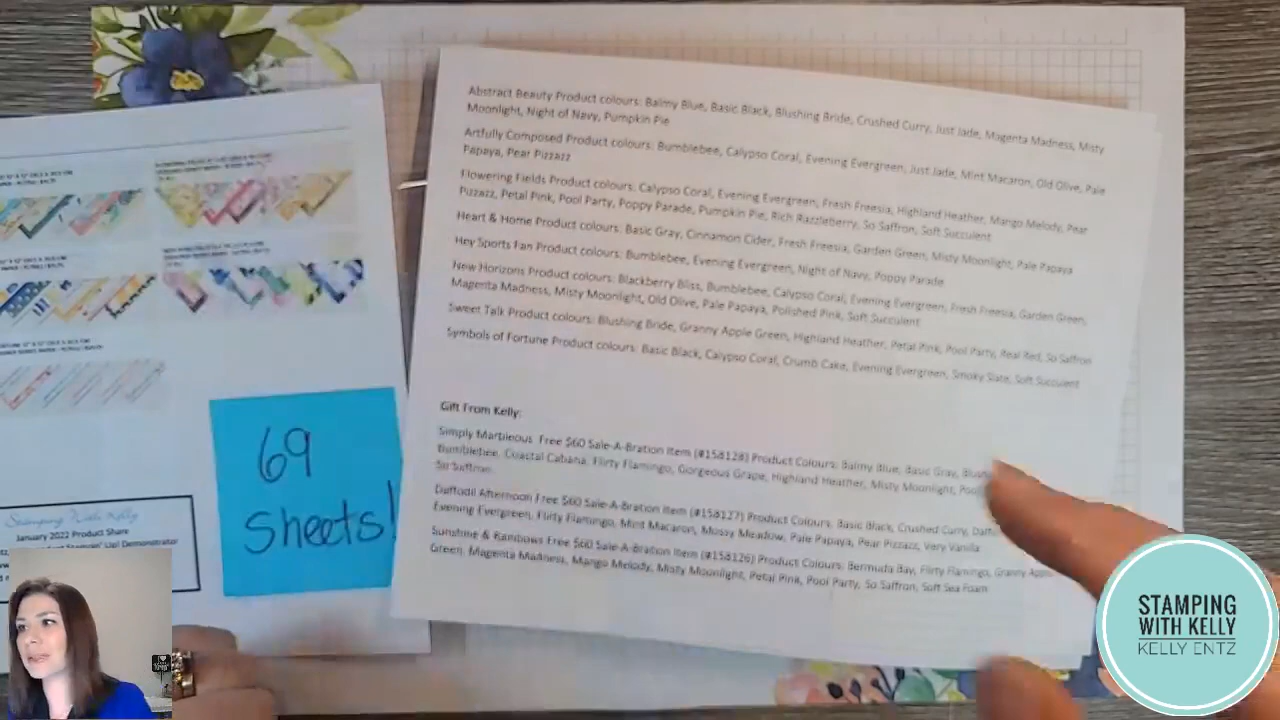 Abstract Beauty Product colours: Balmy Blue, Basic Black, Blushing Bride, Crushed Curry, Just Jade, Magenta Madness, Misty
Moonlight, Night of Navy, Pumpkin Pie
Artfully Composed Product colours: Bumblebee, Calypso Coral, Evening Evergreen, Just Jade, Mint Macaron, Old Olive, Pale
Papaya, Pear Pizzazz
Flowering Fields Product colours: Calypso Coral, Evening Evergreen, Fresh Freesia, Highland Heather, Mango Melody, Pear
Pizzazz, Petal Pink, Pool Party, Poppy Parade, Pumpkin Pie, Rich Razzleberry, So Saffron, Soft Succulent
Heart & Home Product colours: Basic Gray, Cinnamon Cider, Fresh Freesia, Garden Green, Misty Moonlight, Pale Papaya
Hey Sports Fan Product colours: Bumblebee, Evening Evergreen, Night of Navy, Poppy Parade
New Horizons Product colours: Blackberry Bliss, Bumblebee, Calypso Coral, Evening Evergreen, Fresh Freesia, Garden Green,
Magenta Madness, Misty Moonlight, Old Olive, Pale Papaya, Polished Pink, Soft Succulent
Sweet Talk Product colours: Blushing Bride, Granny Apple Green, Highland Heather, Petal Pink, Pool Party, Real Red, So Saffron
Symbols of Fortune Product colours: Basic Black, Calypso Coral, Crumb Cake, Evening Evergreen, Smoky Slate, Soft Succulent
Gift From Kelly:
Simply Marbleous Free $60 Sale-A-Bration Item (#158128) Product Colours: Balmy Blue, Basic Gray,
Bumblebee, Coastal Cabana, Flirty Flamingo, Gorgeous Grape, Highland Heather, Misty Moonlight,
So Saffron
Daffodil Afternoon Free $60 Sale-A-Bration Item (#158127) Product Colours: Basic Black, Crushed Curry,
Evening Evergreen, Flirty Flamingo, Mint Macaron, Mossy Meadow, Pale Papaya, Pear Pizzazz, Very Vanilla
Sunshine & Rainbows Free $60 Sale-A-Bration Item (#158126) Product Colours: Bermuda Bay, Flirty Flamingo, Granny Apple
Green, Magenta Madness, Mango Melody, Misty Moonlight, Petal Pink, Pool Party, So Saffron, Soft Sea Foam
69
sheets!
Stamping With Kelly
January 2022 Product Share
Stampin' Up! Demonstrator
STAMPING
WITH KELLY
KELLY ENTZ